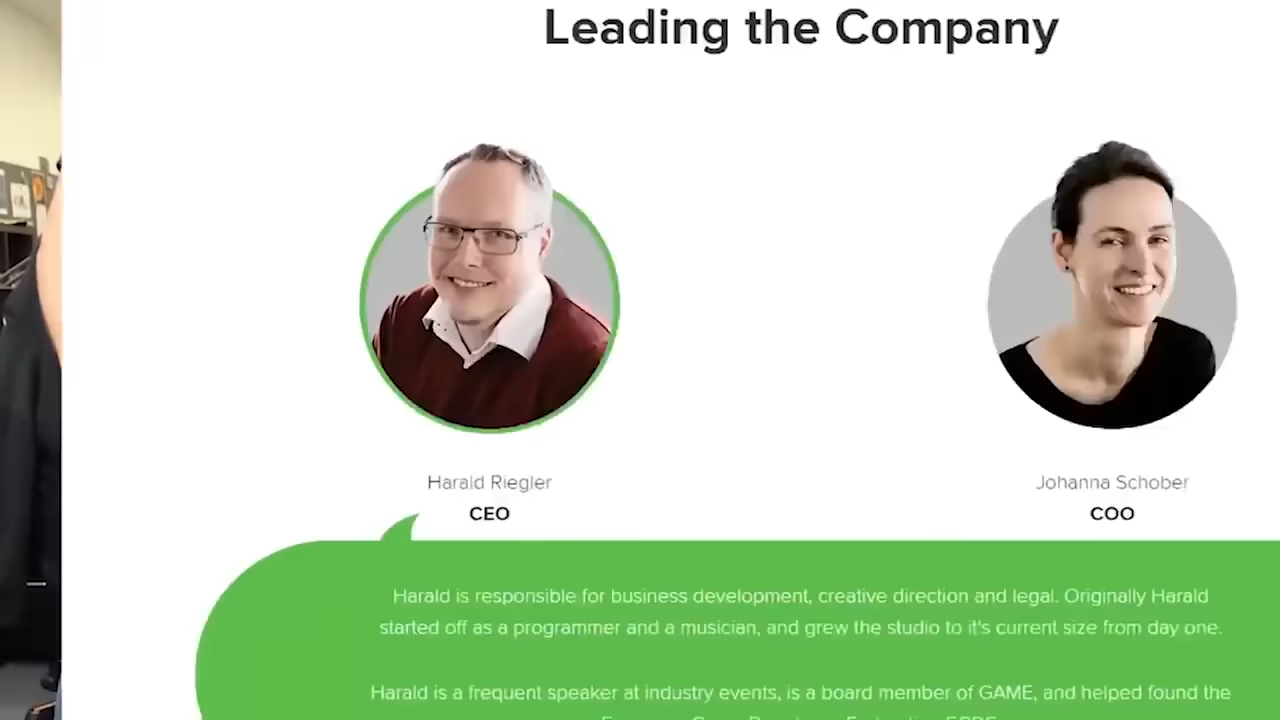 Leading the Company
Harald Riegler
Johanna Schober
CEO
COO
Harald is responsible for business development, creative direction and legal. Originally Harald
started off as a programmer and a musician, and grew the studio to it's current size from day one.
Harald is a frequent speaker at industry events, is a board member of GAME, and helped found the